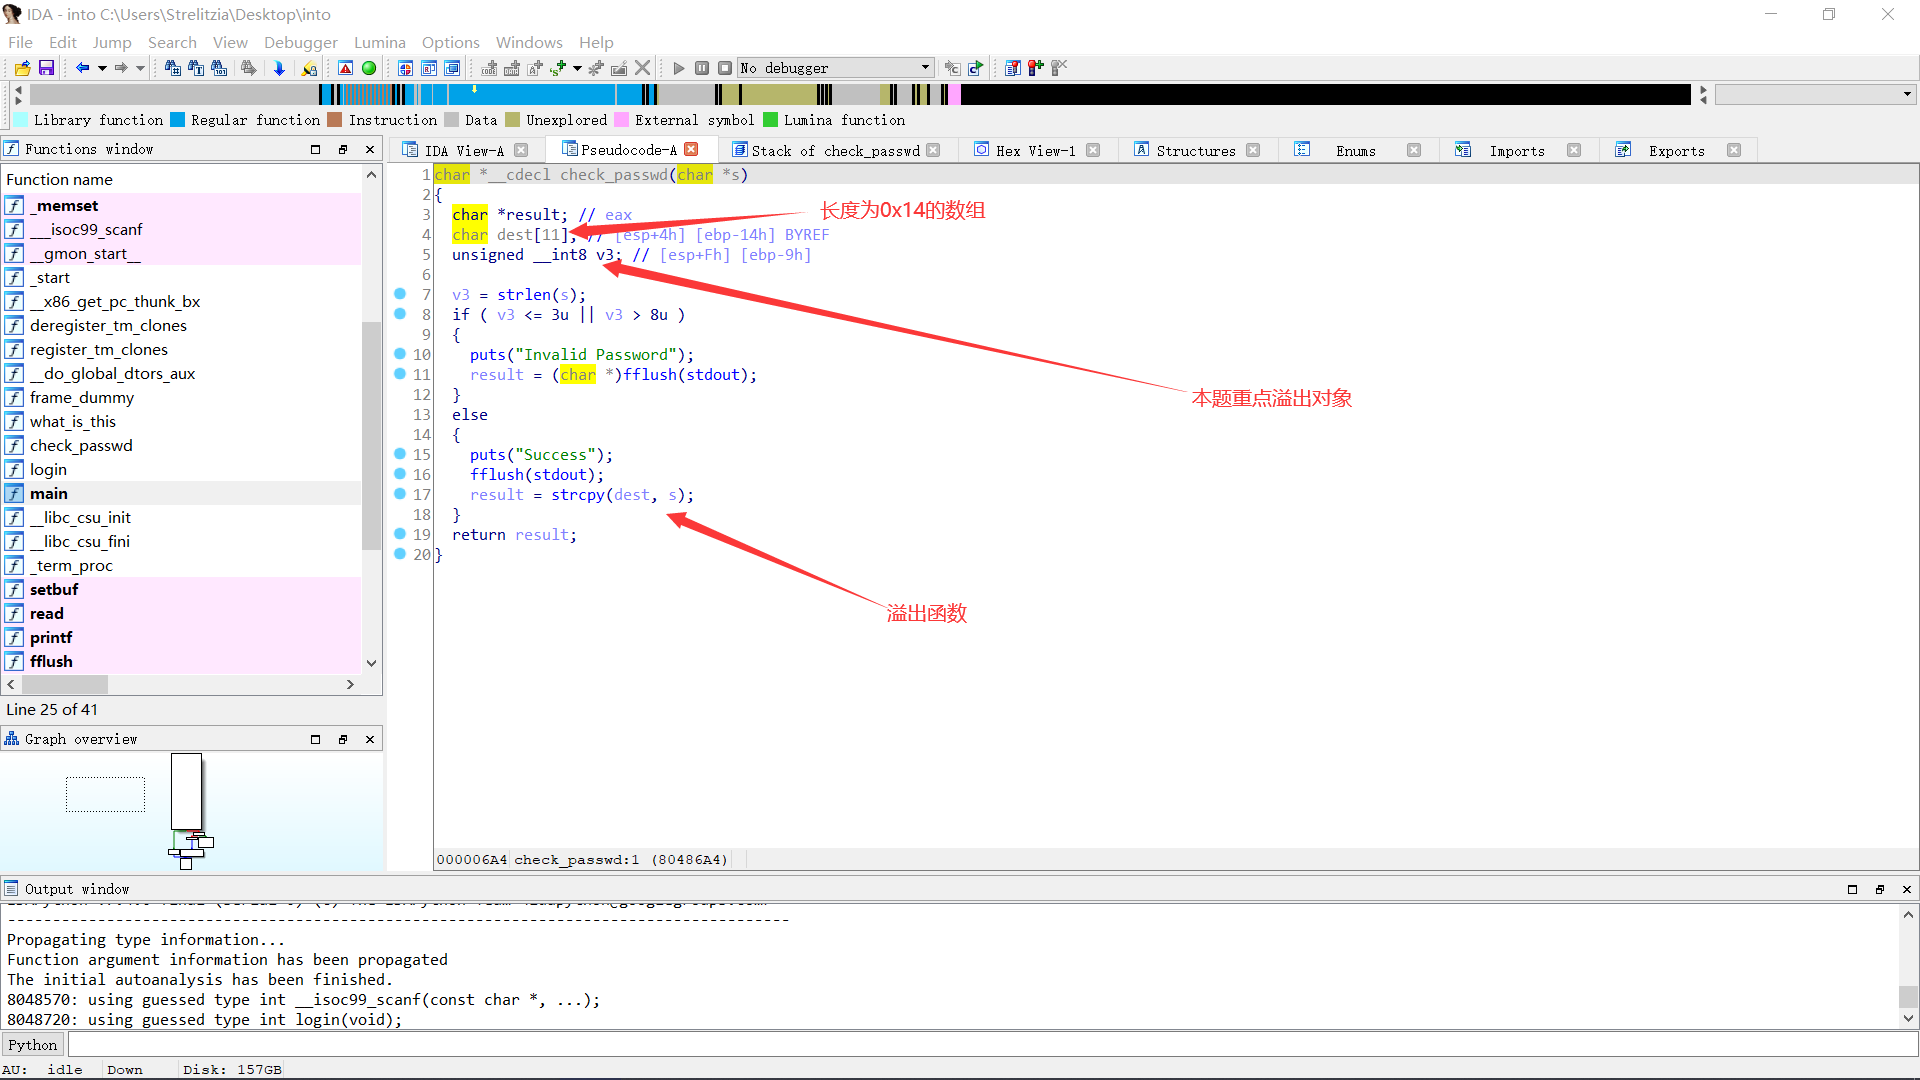 IDA - into C:\Users\Strelitzia\Desktop\into
File Edit Jump Search View Debugger Lumina Options Windows Help
No debugger
Library function Regular function Instruction Data Unexplored External symbol Lumina function
Functions window
IDA View-A Pseudocode-A Stack of check_passwd Hex View-1 Structures Enums Imports Exports
Function name
_memset
___isoc99_scanf
__gmon_start__
_start
__x86_get_pc_thunk_bx
deregister_tm_clones
register_tm_clones
__do_global_dtors_aux
frame_dummy
what_is_this
check_passwd
login
main
__libc_csu_init
__libc_csu_fini
_term_proc
setbuf
read
printf
fflush
Line 25 of 41
Graph overview
1 char *__cdecl check_passwd(char *s)
2 {
3 char *result; // eax
4 char dest[11]; // [esp+4h] [ebp-14h] BYREF
5 unsigned __int8 v3; // [esp+Fh] [ebp-9h]
6
7 v3 = strlen(s);
8 if ( v3 <= 3u || v3 > 8u )
9 {
10 puts("Invalid Password");
11 result = (char *)fflush(stdout);
12 }
13 else
14 {
15 puts("Success");
16 fflush(stdout);
17 result = strcpy(dest, s);
18 }
19 return result;
20 }
长度为0x14的数组
本题重点溢出对象
溢出函数
000006A4 check_passwd:1 (80486A4)
Output window
----------------------------------------------------------------------------------------
Propagating type information...
Function argument information has been propagated
The initial autoanalysis has been finished.
8048570: using guessed type int __isoc99_scanf(const char *, ...);
8048720: using guessed type int login(void);
Python
AU: idle Down Disk: 157GB